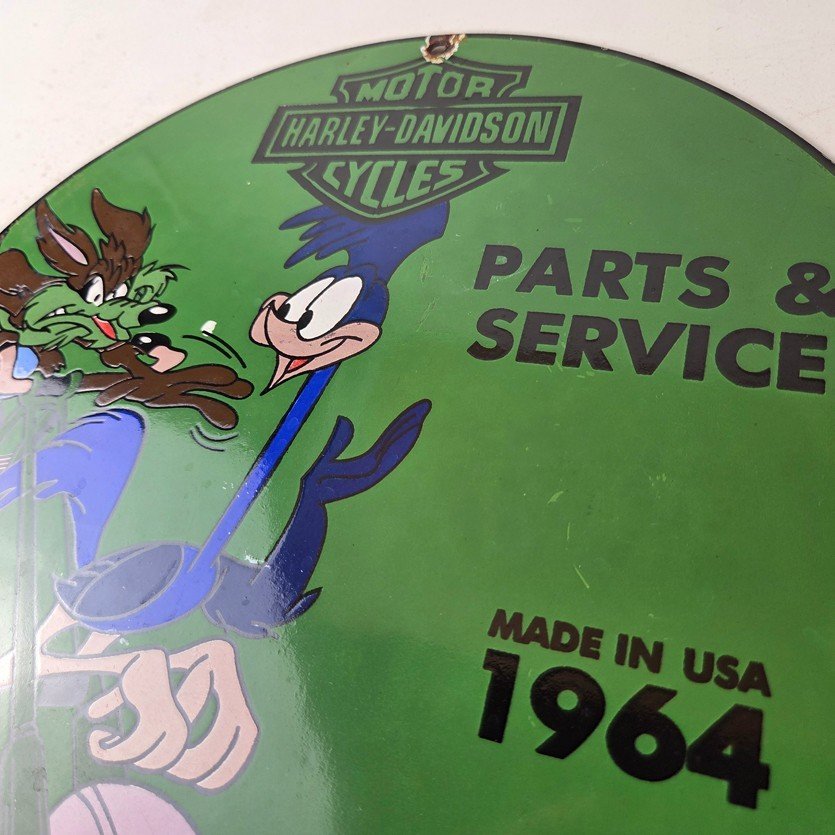 MOTOR
HARLEY-DAVIDSON
CYCLES
PARTS &
SERVICE
MADE IN USA
1964